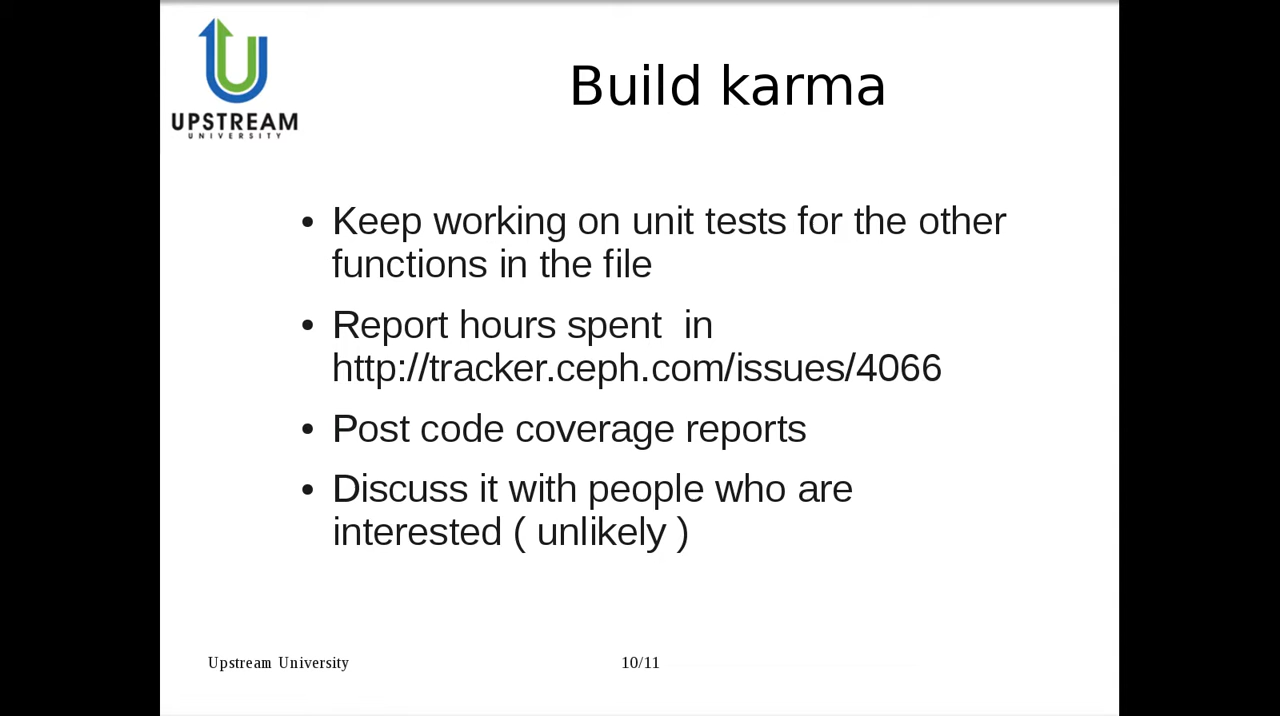 UPSTREAM
UNIVERSITY
Build karma
• Keep working on unit tests for the other
functions in the file
• Report hours spent  in
http://tracker.ceph.com/issues/4066
• Post code coverage reports
• Discuss it with people who are
interested ( unlikely )
Upstream University
10/11